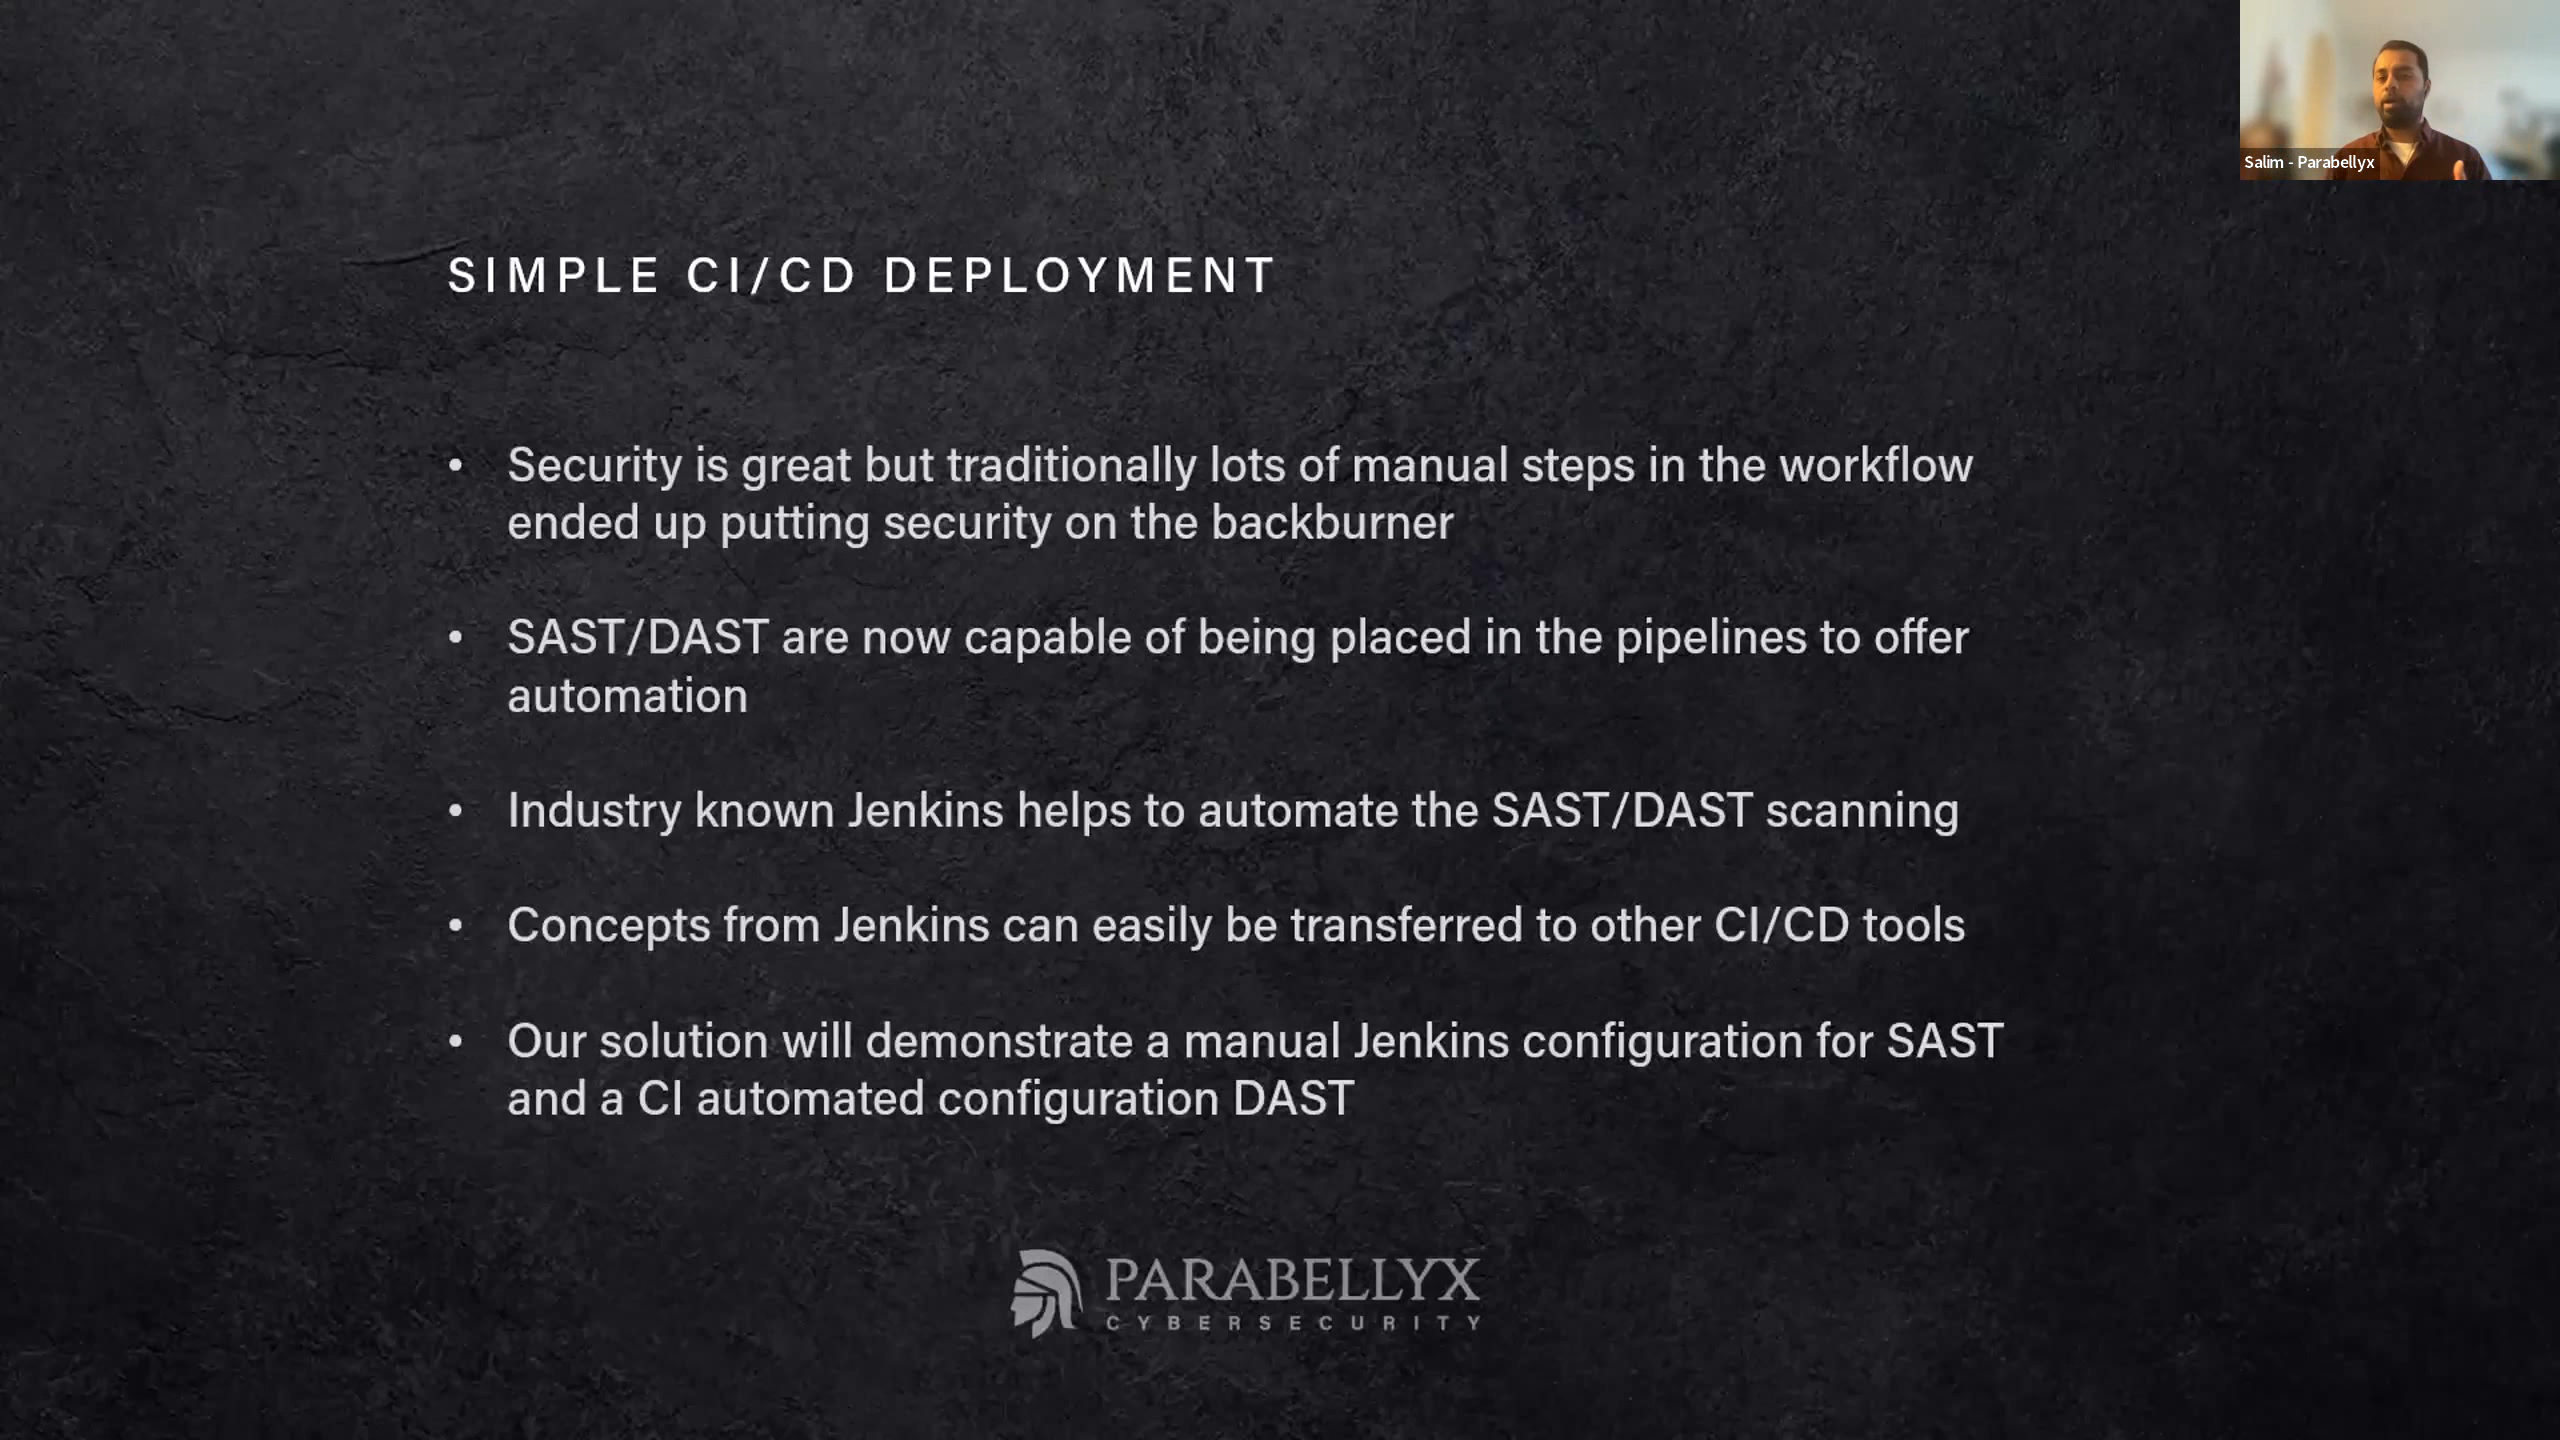 Salim - Parabellyx
SIMPLE CI/CD DEPLOYMENT
• Security is great but traditionally lots of manual steps in the workflow
ended up putting security on the backburner
• SAST/DAST are now capable of being placed in the pipelines to offer
automation
• Industry known Jenkins helps to automate the SAST/DAST scanning
• Concepts from Jenkins can easily be transferred to other CI/CD tools
• Our solution will demonstrate a manual Jenkins configuration for SAST
and a CI automated configuration DAST
PARABELLYX
CYBERSECURITY